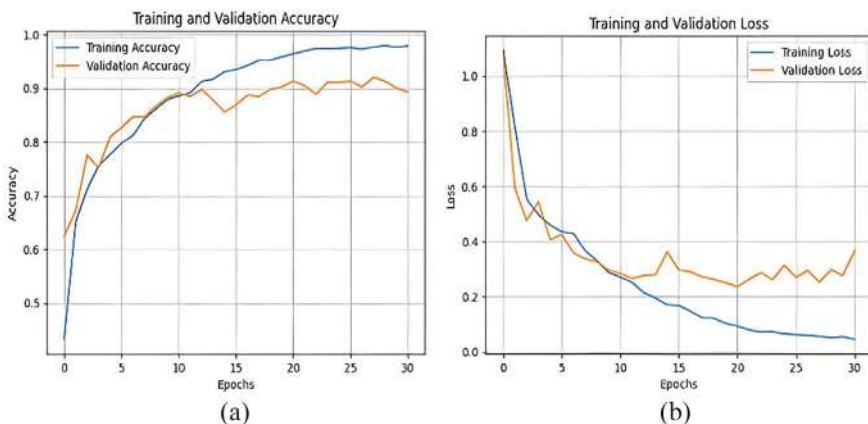 Training and Validation Accuracy
1.0
0.9
0.8
0.7
0.6
0.5
Accuracy
Training Accuracy
Validation Accuracy
0
5
10
15
20
25
30
Epochs
(a)
Training and Validation Loss
1.0
0.8
0.6
0.4
0.2
0.0
Loss
Training Loss
Validation Loss
0
5
10
15
20
25
30
Epochs
(b)